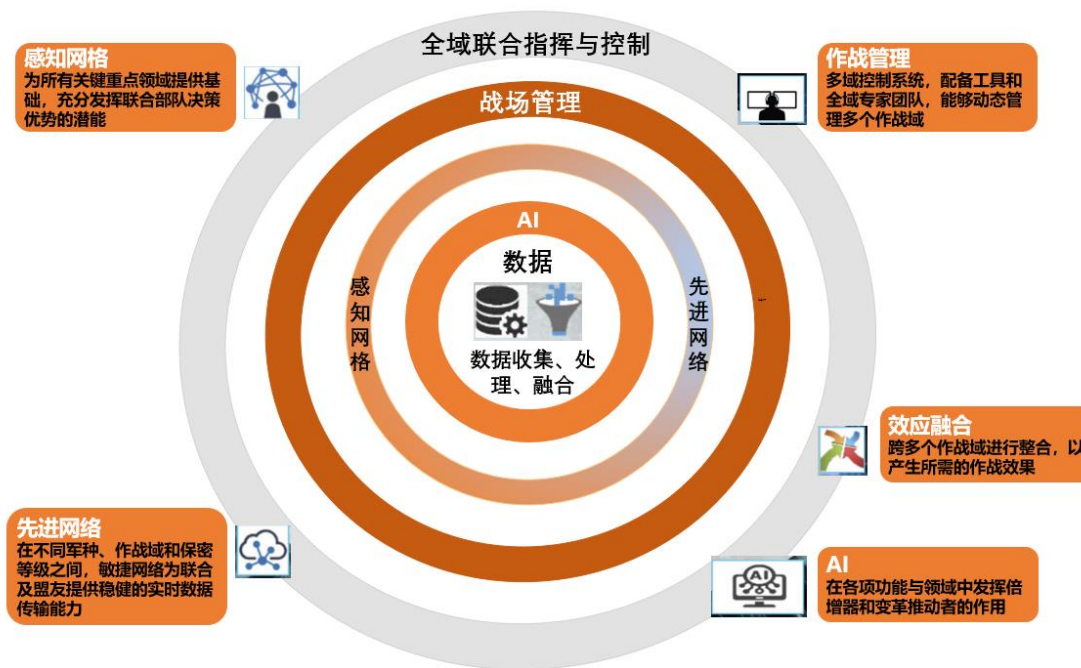 全域联合指挥与控制
感知网格
为所有关键重点领域提供基
础，充分发挥联合部队决策
优势的潜能
作战管理
多域控制系统，配备工具和
全域专家团队，能够动态管
理多个作战域
战场管理
AI
数据
感知网格
先进网络
数据收集、处
理、融合
效应融合
跨多个作战域进行整合，以
产生所需的作战效果
先进网络
在不同军种、作战域和保密
等级之间，敏捷网络为联合
及盟友提供稳健的实时数据
传输能力
AI
AI
在各项功能与领域中发挥倍
增器和变革推动者的作用